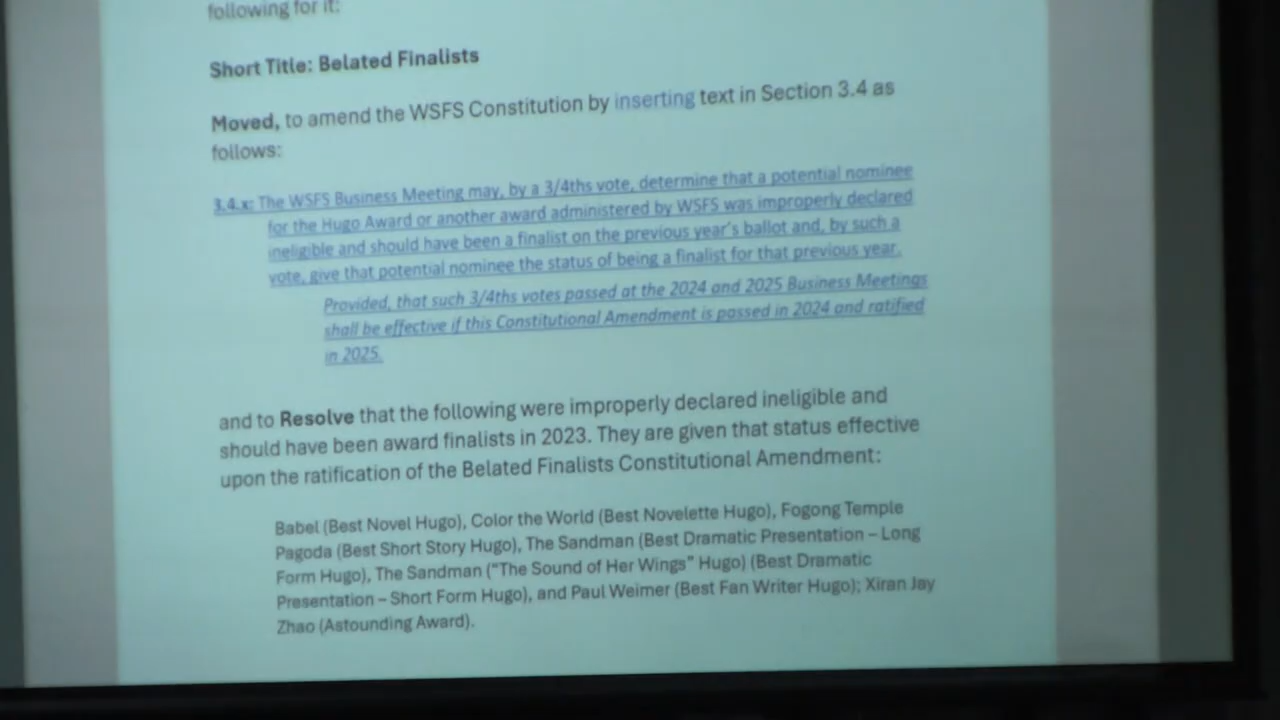 following for it:
Short Title: Belated Finalists
Moved, to amend the WSFS Constitution by inserting text in Section 3.4 as
follows:
3.4.x: The WSFS Business Meeting may, by a 3/4ths vote, determine that a potential nominee
for the Hugo Award or another award administered by WSFS was improperly declared
ineligible and should have been a finalist on the previous year's ballot and, by such a
vote, give that potential nominee the status of being a finalist for that previous year.
Provided, that such 3/4ths votes passed at the 2024 and 2025 Business Meetings
shall be effective if this Constitutional Amendment is passed in 2024 and ratified
in 2025.
and to Resolve that the following were improperly declared ineligible and
should have been award finalists in 2023. They are given that status effective
upon the ratification of the Belated Finalists Constitutional Amendment:
Babel (Best Novel Hugo), Color the World (Best Novelette Hugo), Fogong Temple
Pagoda (Best Short Story Hugo), The Sandman (Best Dramatic Presentation – Long
Form Hugo), The Sandman ("The Sound of Her Wings" Hugo) (Best Dramatic
Presentation – Short Form Hugo), and Paul Weimer (Best Fan Writer Hugo); Xiran Jay
Zhao (Astounding Award).